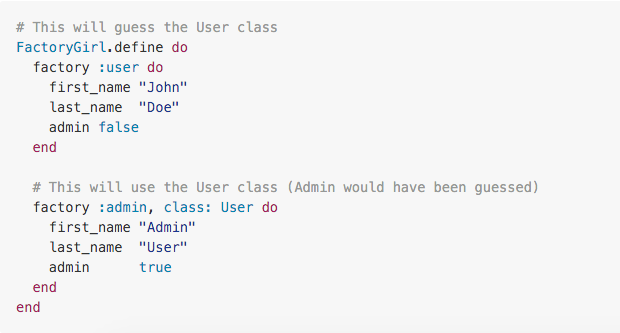 # This will guess the User class
FactoryGirl.define do
  factory :user do
    first_name "John"
    last_name  "Doe"
    admin false
  end

  # This will use the User class (Admin would have been guessed)
  factory :admin, class: User do
    first_name "Admin"
    last_name  "User"
    admin      true
  end
end